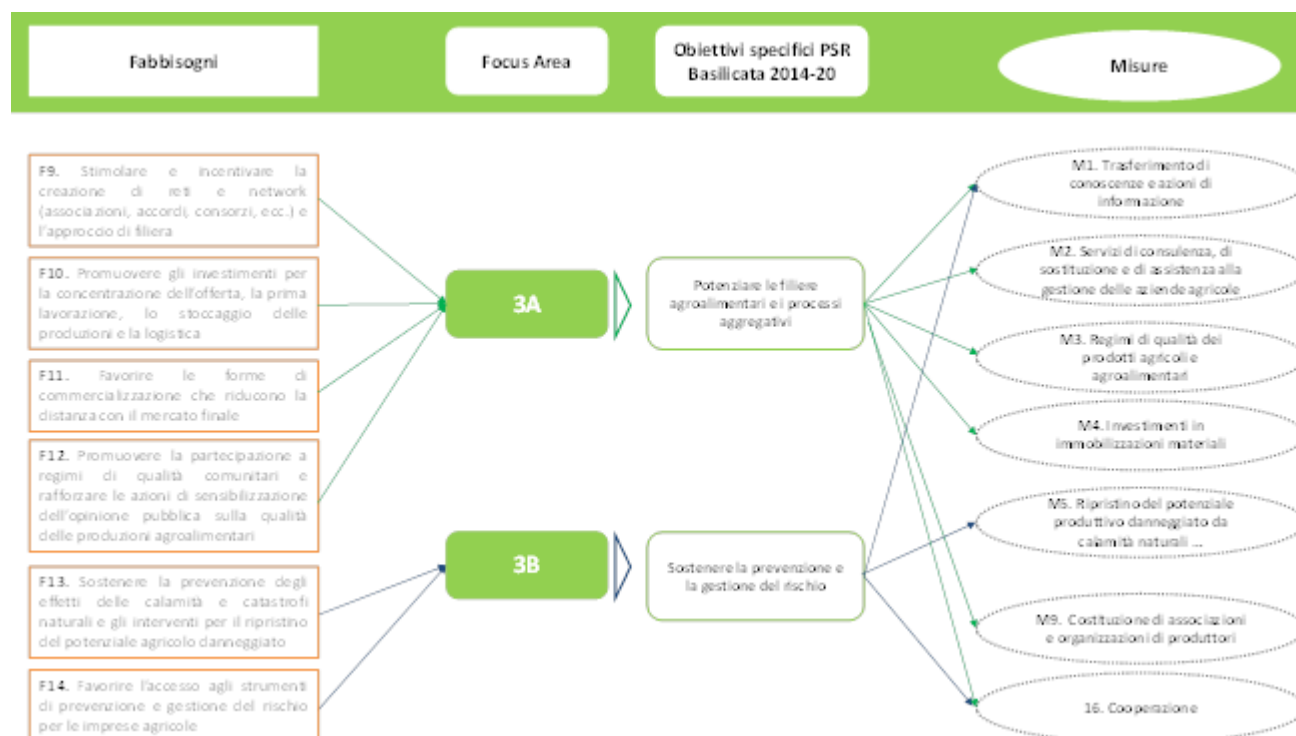 Fabbisogni
Focus Area
Obiettivi specifici PSR
Basilicata 2014-20
Misure
F9. Stimolare e incentivare la
creazione di reti e network
(associazioni, accordi, consorzi, ecc.) e
l'approccio di filiera
F10. Promuovere gli investimenti per
la concentrazione dell'offerta, la prima
lavorazione, lo stoccaggio delle
produzioni e la logistica
F11. Favorire le forme di
commercializzazione che riducono la
distanza con il mercato finale
F12. Promuovere la partecipazione a
regimi di qualità comunitari e
rafforzare le azioni di sensibilizzazione
dell'opinione pubblica sulla qualità
delle produzioni agroalimentari
F13. Sostenere la prevenzione degli
effetti delle calamità e catastrofi
naturali e gli interventi per il ripristino
del potenziale agricolo danneggiato
F14. Favorire l'accesso agli strumenti
di prevenzione e gestione del rischio
per le imprese agricole
3A
3B
Potenziare le filiere
agroalimentari e i processi
aggregativi
Sostenere la prevenzione e
la gestione del rischio
M1. Trasferimento di
conoscenze e azioni di
informazione
M2. Servizi di consulenza, di
sostituzione e di assistenza alla
gestione delle aziende agricole
M3. Regimi di qualità dei
prodotti agricoli e
agroalimentari
M4. Investimenti in
immobilizzazioni materiali
M5. Ripristino del potenziale
produttivo danneggiato da
calamità naturali ...
M9. Costituzione di associazioni
e organizzazioni di produttori
16. Cooperazione